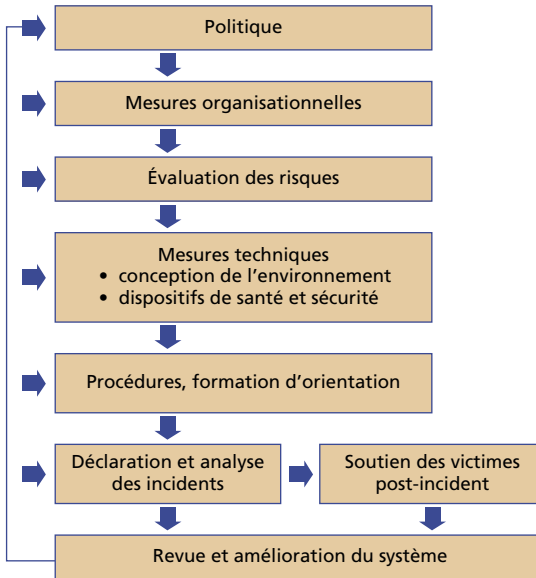 Politique
Mesures organisationnelles
Évaluation des risques
Mesures techniques
• conception de l’environnement
• dispositifs de santé et sécurité
Procédures, formation d’orientation
Déclaration et analyse
des incidents
Soutien des victimes
post-incident
Revue et amélioration du système